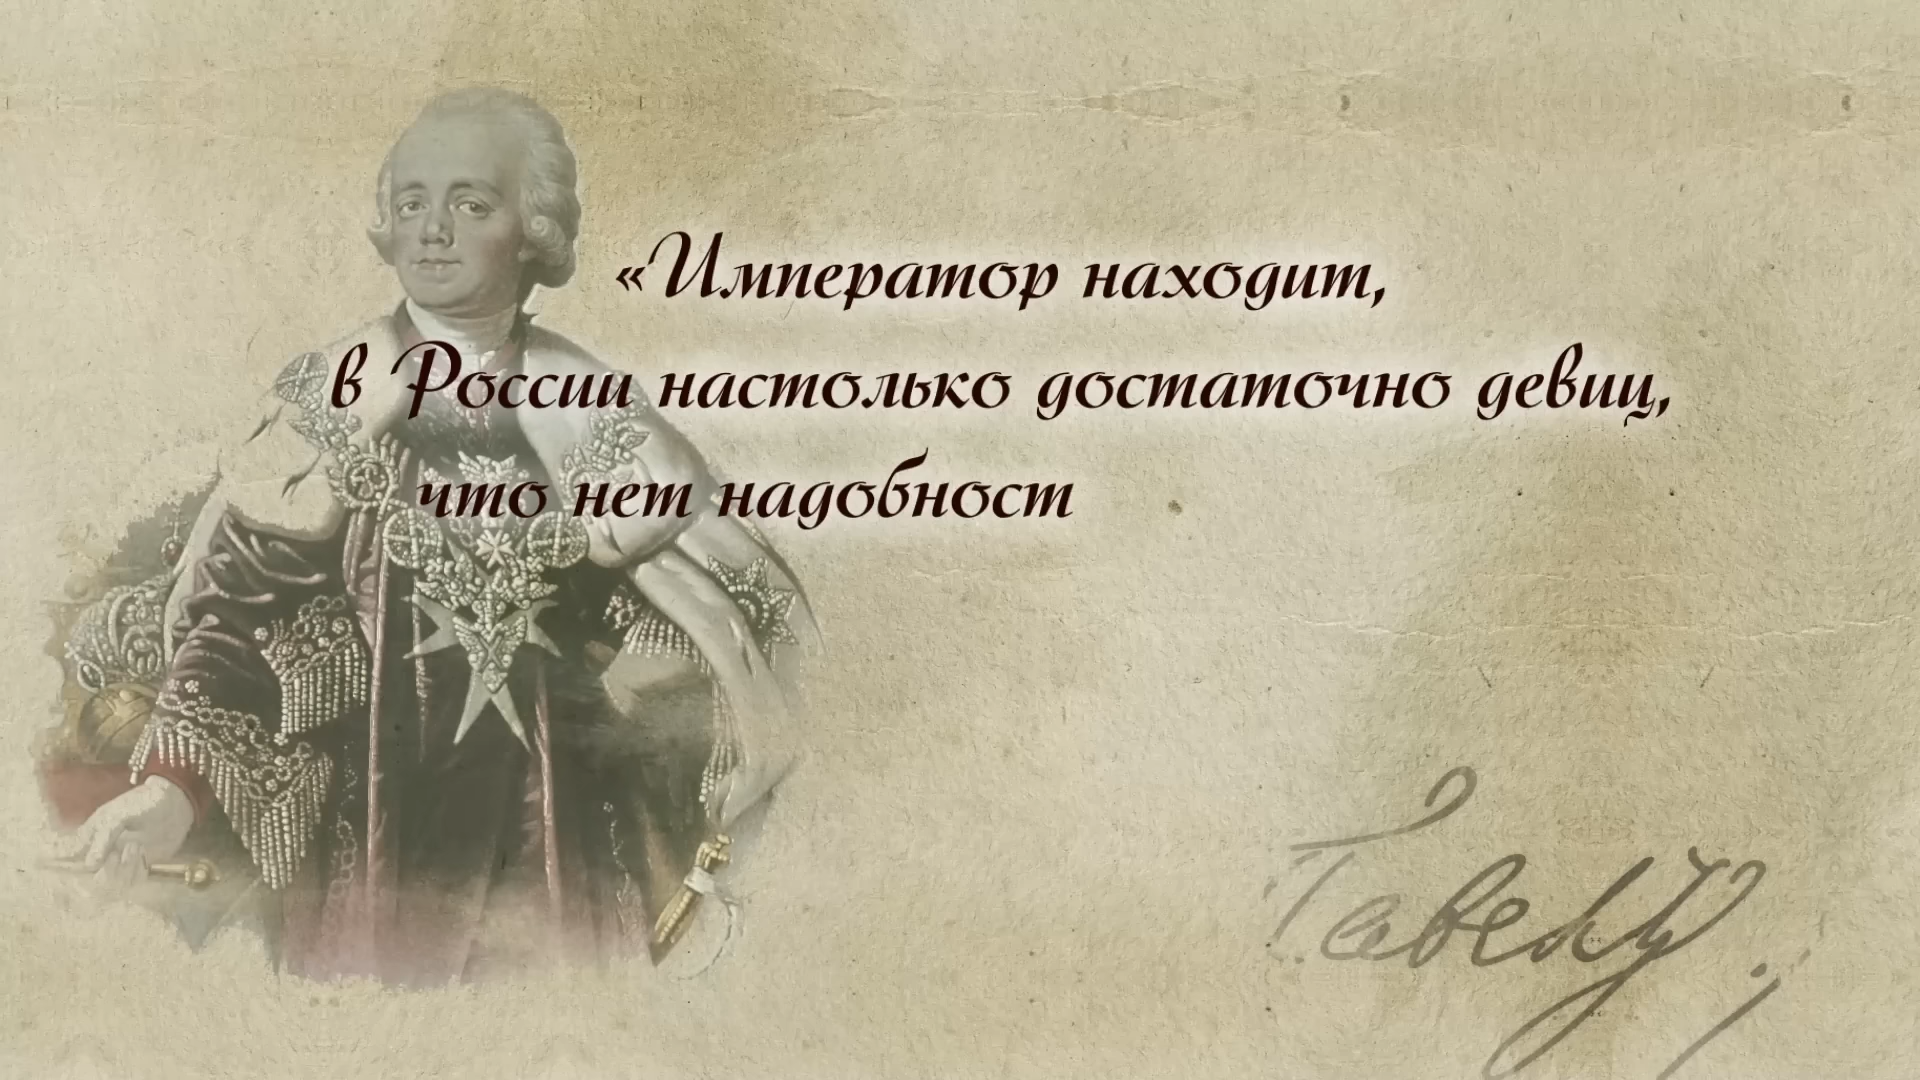 «Император находит,
в России настолько достаточно девиц,
что нет надобност